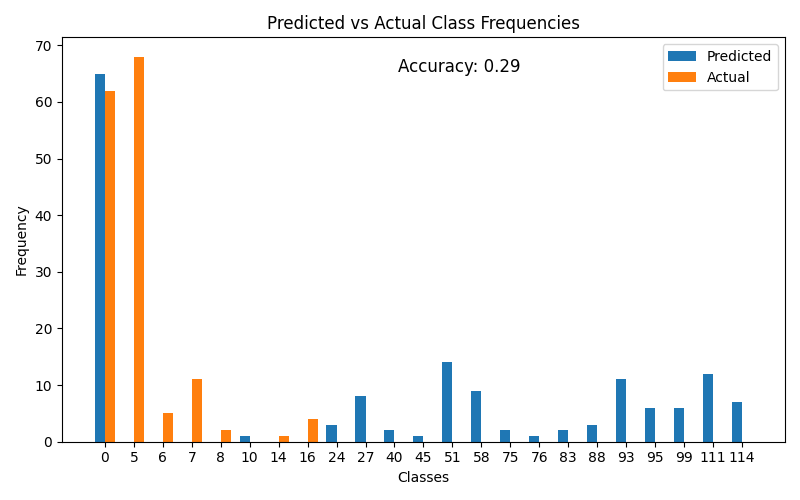 Predicted vs Actual Class Frequencies
Accuracy: 0.29
Predicted
Actual
Frequency
70
60
50
40
30
20
10
0
0 5 6 7 8 10 14 16 24 27 40 45 51 58 75 76 83 88 93 95 99 111 114
Classes